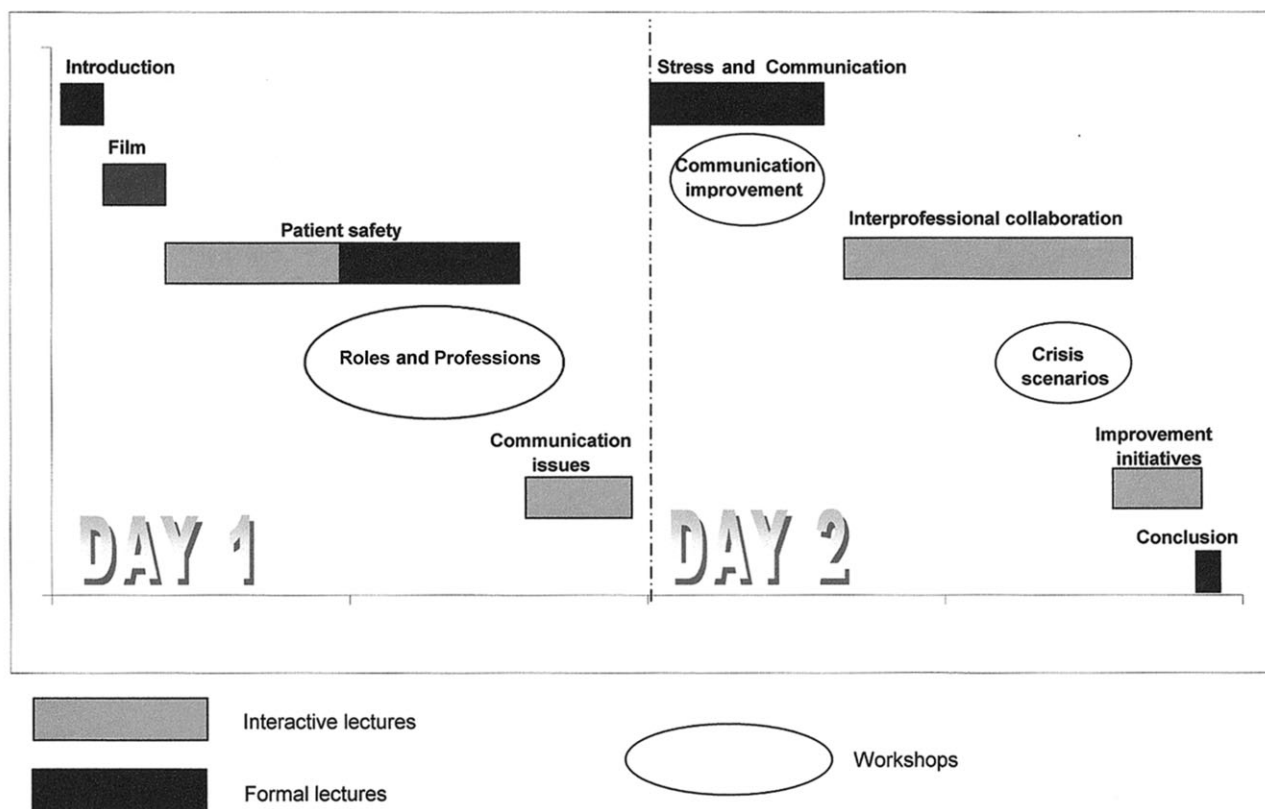 Introduction
Film
Patient safety
Roles and Professions
Communication
issues
DAY 1
Stress and Communication
Communication
improvement
Interprofessional collaboration
Crisis
scenarios
Improvement
initiatives
Conclusion
DAY 2
Interactive lectures
Formal lectures
Workshops